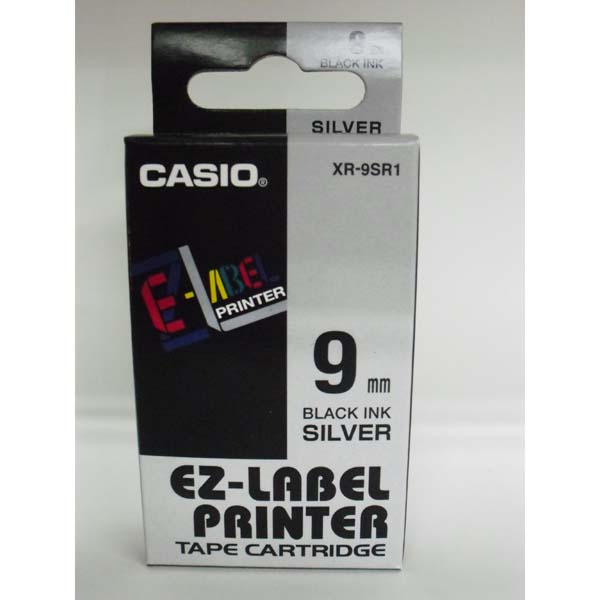 BLACK INK
SILVER
CASIO®
XR-9SR1
EZ-LABEL
PRINTER
9 mm
BLACK INK
SILVER
EZ-LABEL
PRINTER
TAPE CARTRIDGE